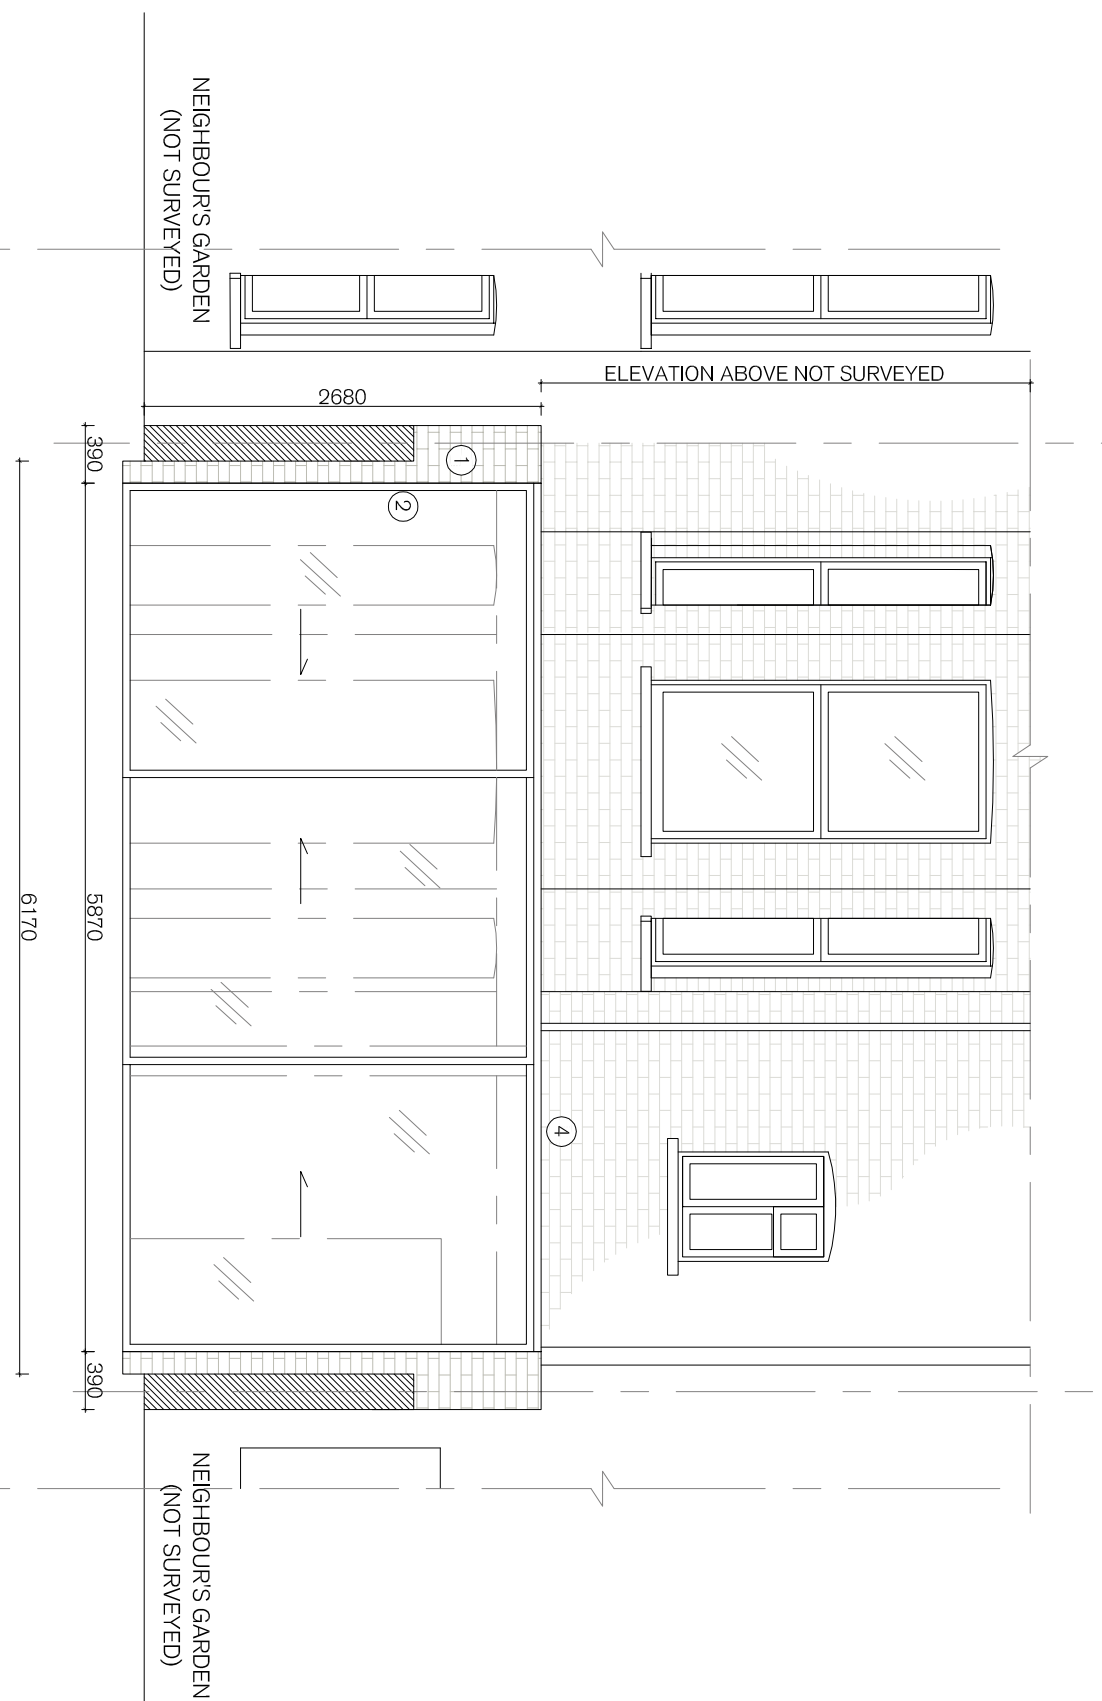 NEIGHBOUR'S GARDEN
(NOT SURVEYED)
ELEVATION ABOVE NOT SURVEYED
2680
1
2
4
390
5870
390
6170
NEIGHBOUR'S GARDEN
(NOT SURVEYED)